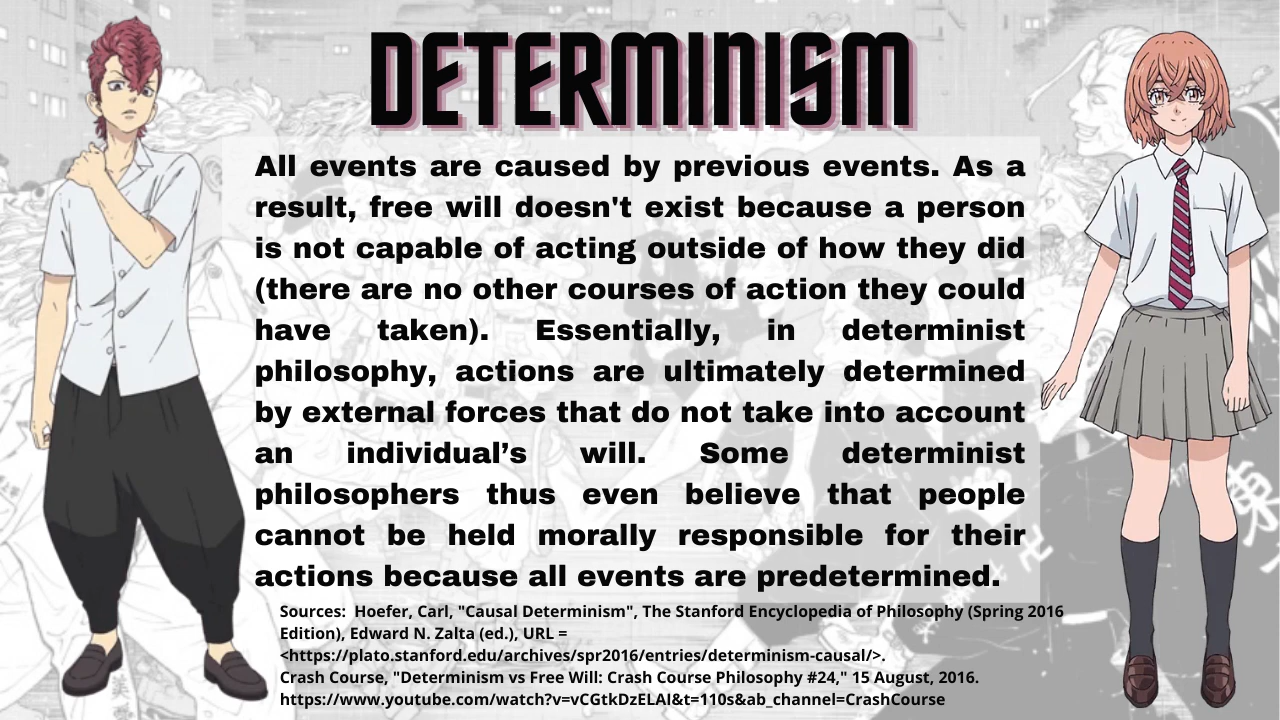 DETERMINISM
All events are caused by previous events. As a
result, free will doesn't exist because a person
is not capable of acting outside of how they did
(there are no other courses of action they could
have taken). Essentially, in determinist
philosophy, actions are ultimately determined
by external forces that do not take into account
an individual’s will. Some determinist
philosophers thus even believe that people
cannot be held morally responsible for their
actions because all events are predetermined.
Sources: Hoefer, Carl, "Causal Determinism", The Stanford Encyclopedia of Philosophy (Spring 2016
Edition), Edward N. Zalta (ed.), URL =
<https://plato.stanford.edu/archives/spr2016/entries/determinism-causal/>.
Crash Course, "Determinism vs Free Will: Crash Course Philosophy #24," 15 August, 2016.
https://www.youtube.com/watch?v=vCGtkDzELAI&t=110s&ab_channel=CrashCourse
東
卍